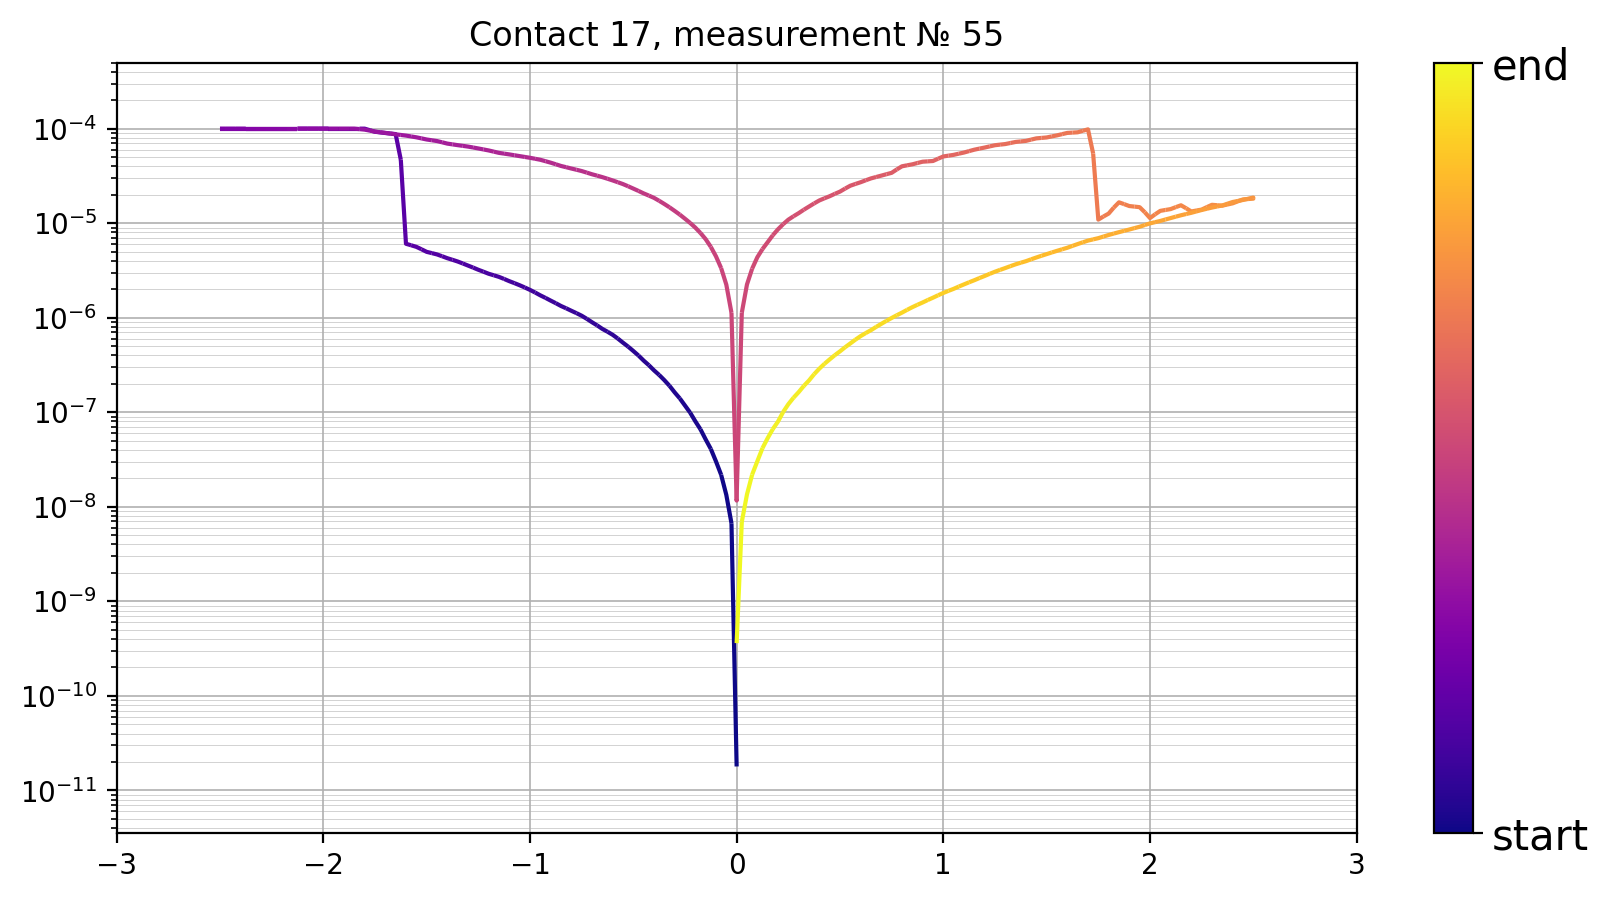 Contact 17, measurement № 55
10⁻⁴
10⁻⁵
10⁻⁶
10⁻⁷
10⁻⁸
10⁻⁹
10⁻¹⁰
10⁻¹¹
−3 −2 −1 0 1 2 3
end
start